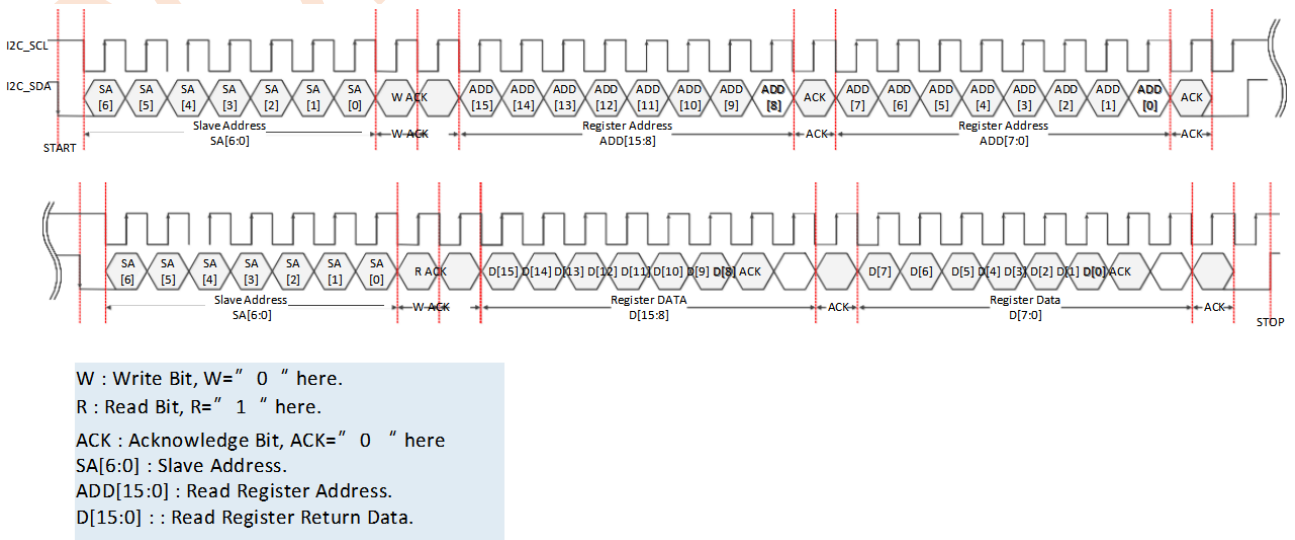 I2C_SCL
I2C_SDA
SA [6] SA [5] SA [4] SA [3] SA [2] SA [1] SA [0] W ACK ADD [15] ADD [14] ADD [13] ADD [12] ADD [11] ADD [10] ADD [9] ADD [8] ACK ADD [7] ADD [6] ADD [5] ADD [4] ADD [3] ADD [2] ADD [1] ADD [0] ACK
START Slave Address SA[6:0] W ACK Register Address ADD[15:8] ACK Register Address ADD[7:0] ACK
SA [6] SA [5] SA [4] SA [3] SA [2] SA [1] SA [0] R ACK D[15] D[14] D[13] D[12] D[11] D[10] D[9] D[8] ACK D[7] D[6] D[5] D[4] D[3] D[2] D[1] D[0] ACK
Slave Address SA[6:0] W ACK Register DATA D[15:8] ACK Register Data D[7:0] ACK STOP
W : Write Bit, W=” 0 “ here.
R : Read Bit, R=” 1 “ here.
ACK : Acknowledge Bit, ACK=” 0 “ here
SA[6:0] : Slave Address.
ADD[15:0] : Read Register Address.
D[15:0] : : Read Register Return Data.